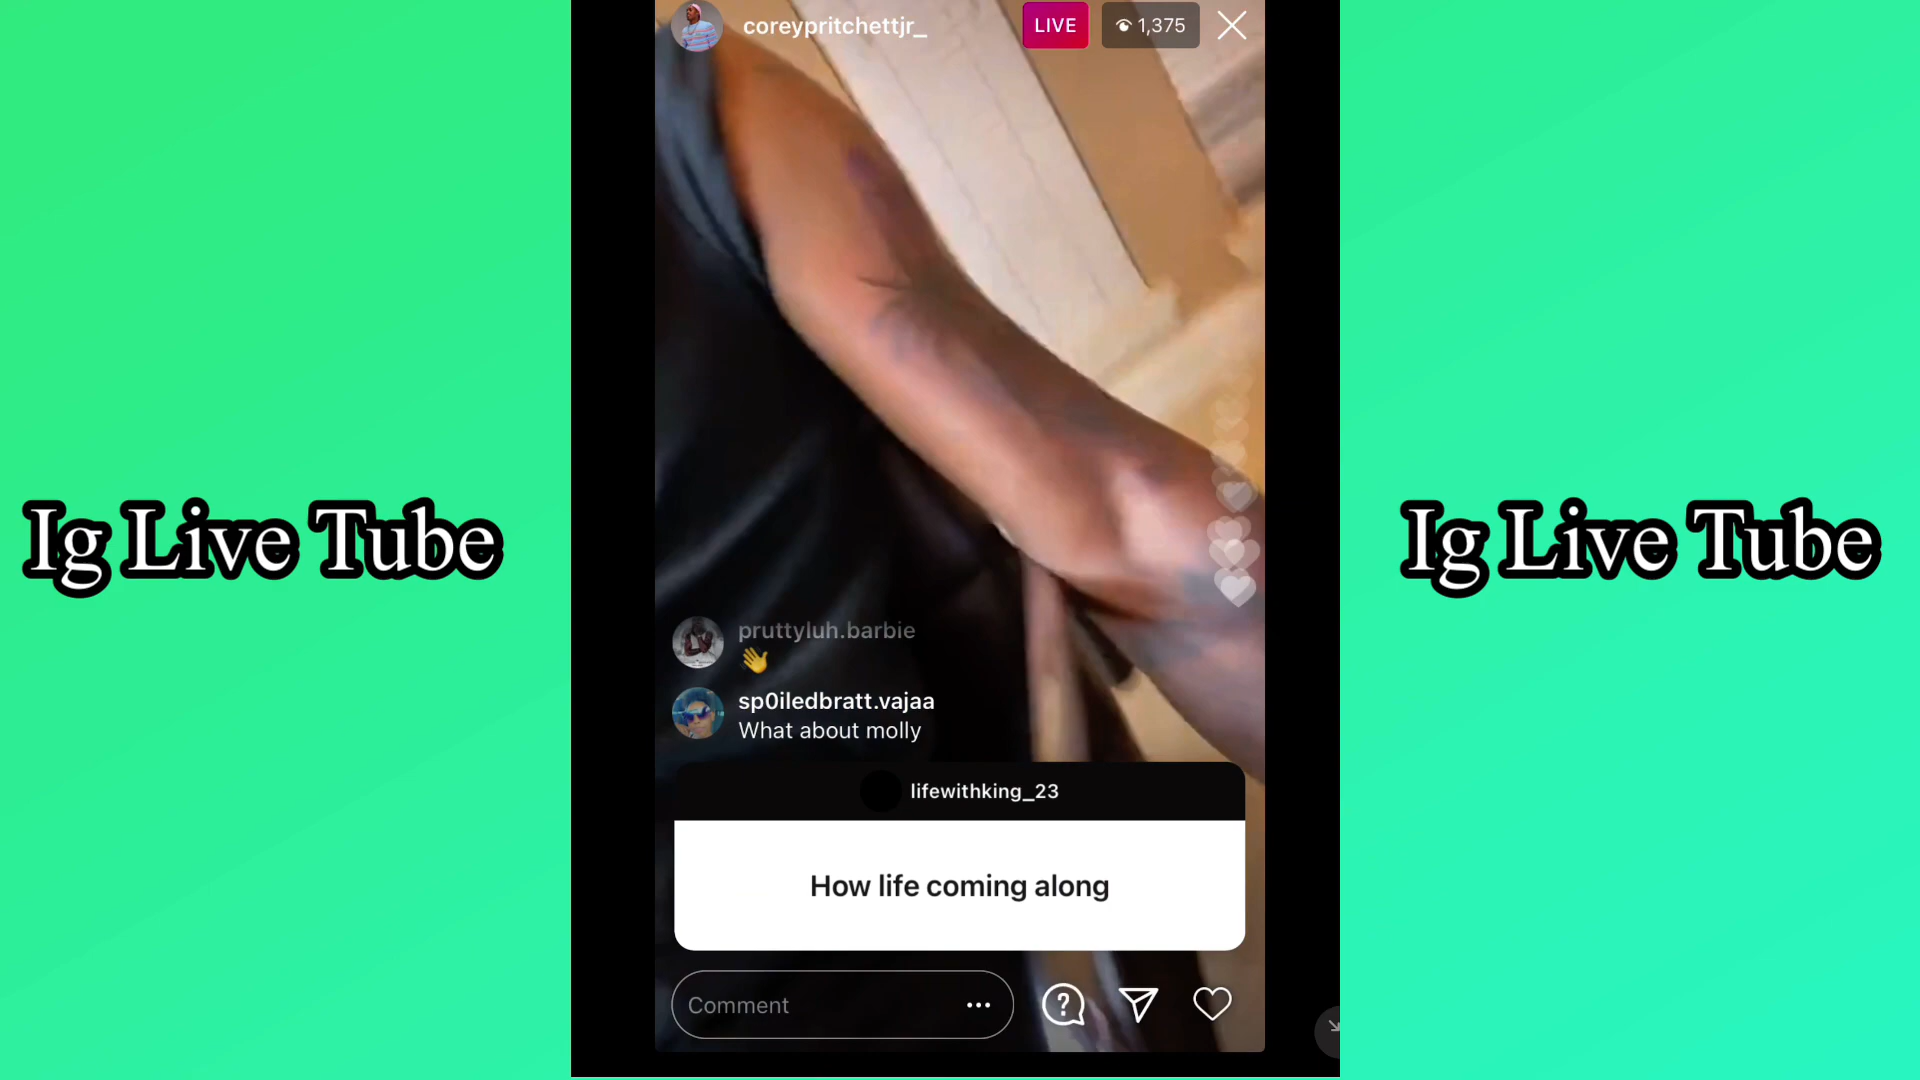 coreypritchettjr_
LIVE
1,375
Ig Live Tube
Ig Live Tube
pruttyluh.barbie
👋
sp0iledbratt.vajaa
What about molly
lifewithking_23
How life coming along
Comment